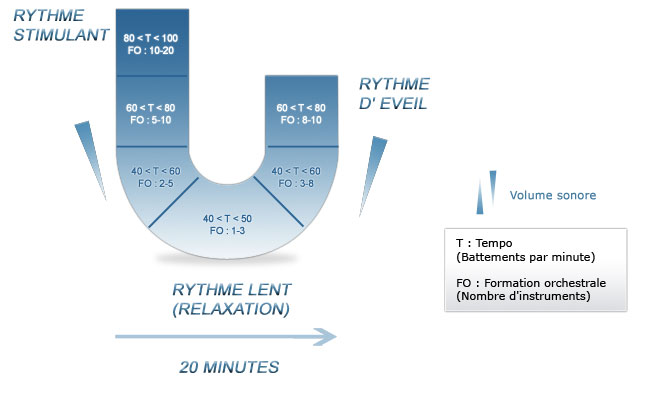 RYTHME
STIMULANT
80 < T < 100
FO : 10-20
60 < T < 80
FO : 5-10
40 < T < 60
FO : 2-5
40 < T < 50
FO : 1-3
40 < T < 60
FO : 3-8
60 < T < 80
FO : 8-10
RYTHME
D' EVEIL
RYTHME LENT
(RELAXATION)
20 MINUTES
Volume sonore
T : Tempo
(Battements par minute)
FO : Formation orchestrale
(Nombre d'instruments)